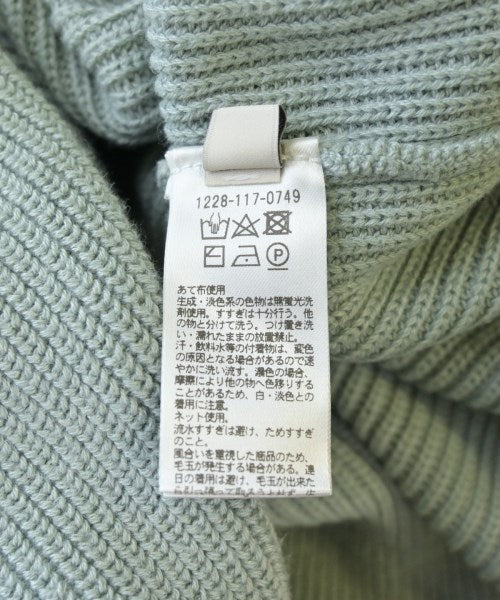 1228-117-0749
P
あて布使用
生成・淡色系の色物は無蛍光洗
剤使用。すすぎは十分行う。他
の物と分けて洗う。つけ置き洗
い・濡れたままの放置禁止。
汗・飲料水等の付着物は、変色
の原因となる場合があるので速
やかに洗い流す。濃色の場合、
摩擦により他の物へ色移りする
ことがあるため、白・淡色との
着用に注意。
ネット使用。
流水すすぎは避け、ためすすぎ
のこと。
風合いを重視した商品のため、
毛玉が発生する場合がある。連
日の着用は避け、毛玉が出来た